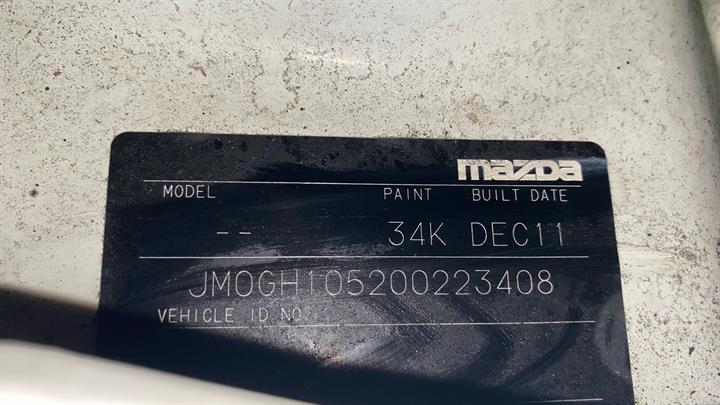 mazda
MODEL PAINT BUILT DATE
-- 34K DEC11
JM0GH105200223408
VEHICLE ID NO.